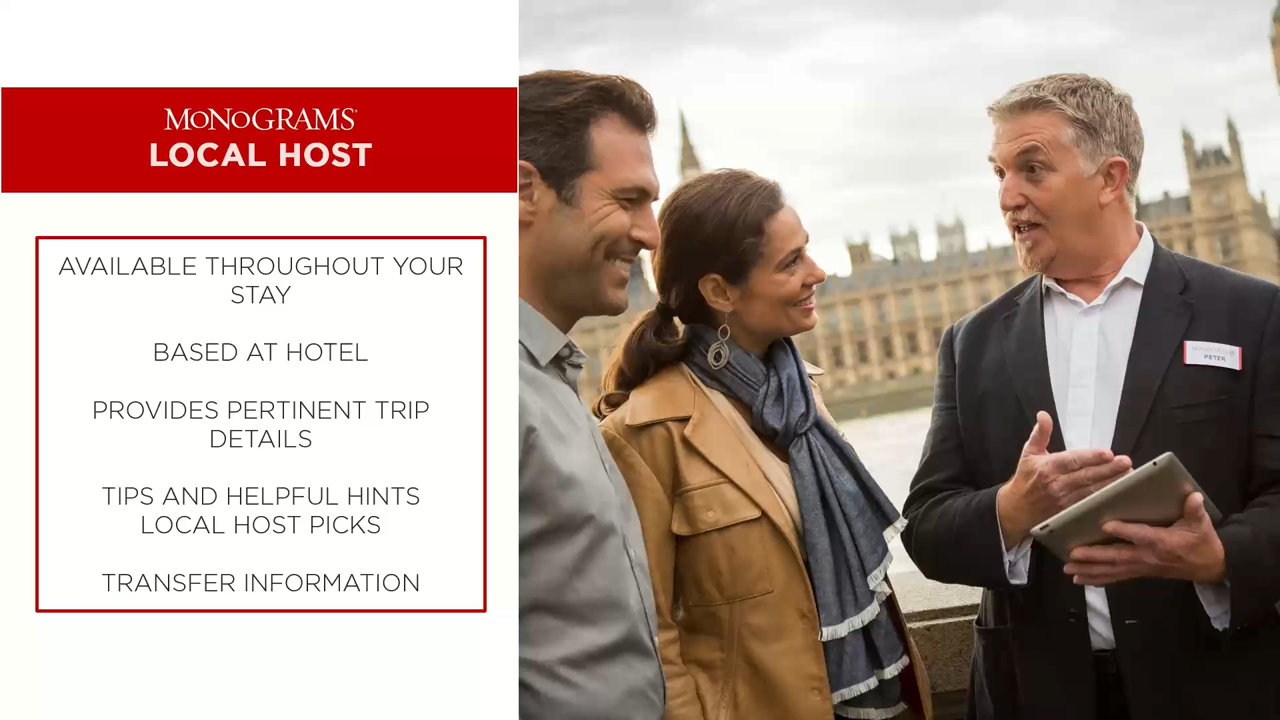 MONOGRAMS
LOCAL HOST
AVAILABLE THROUGHOUT YOUR
STAY
BASED AT HOTEL
PROVIDES PERTINENT TRIP
DETAILS
TIPS AND HELPFUL HINTS
LOCAL HOST PICKS
TRANSFER INFORMATION
PETER